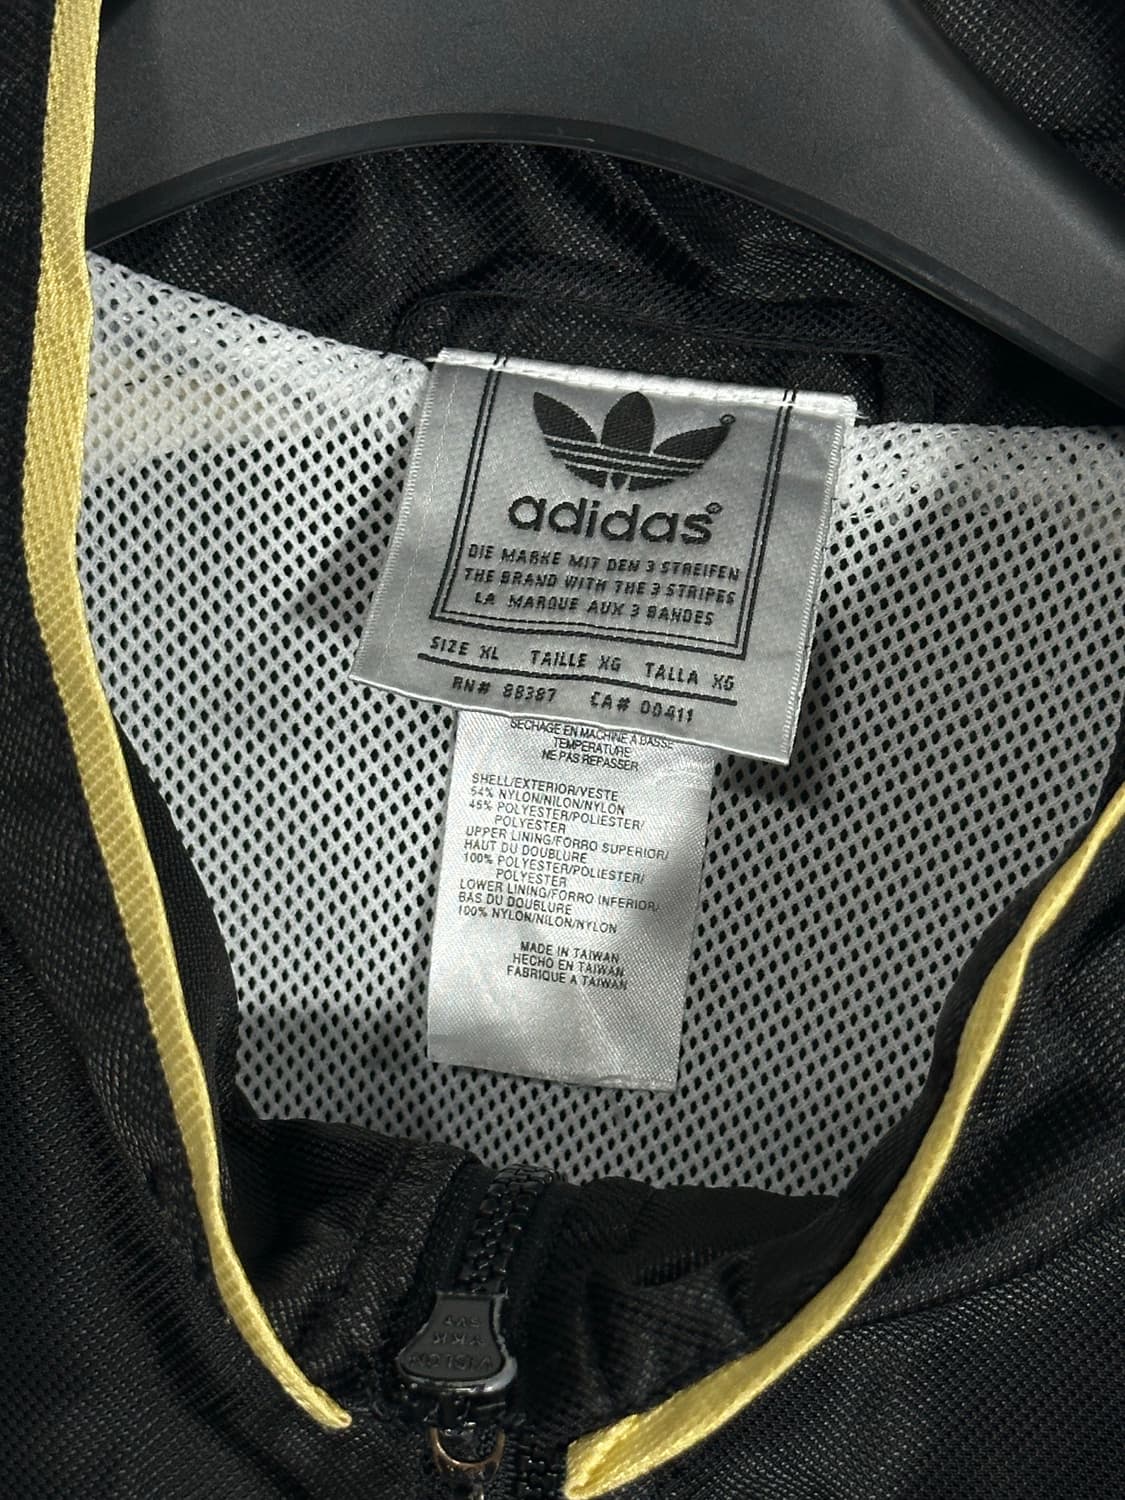 adidas®
DIE MARKE MIT DEN 3 STREIFEN
THE BRAND WITH THE 3 STRIPES
LA MARQUE AUX 3 BANDES
SIZE XL TAILLE XG TALLA XG
RN# 88387 CA# 00411
SECHAGE EN MACHINE A BASSE
TEMPERATURE
NE PAS REPASSER
SHELL/EXTERIOR/VESTE
54% NYLON/NILON/NYLON
45% POLYESTER/POLIESTER/
POLYESTER
UPPER LINING/FORRO SUPERIOR/
HAUT DU DOUBLURE
100% POLYESTER/POLIESTER/
POLYESTER
LOWER LINING/FORRO INFERIOR/
BAS DU DOUBLURE
100% NYLON/NILON/NYLON
MADE IN TAIWAN
HECHO EN TAIWAN
FABRIQUE A TAIWAN
VISLON
YKK